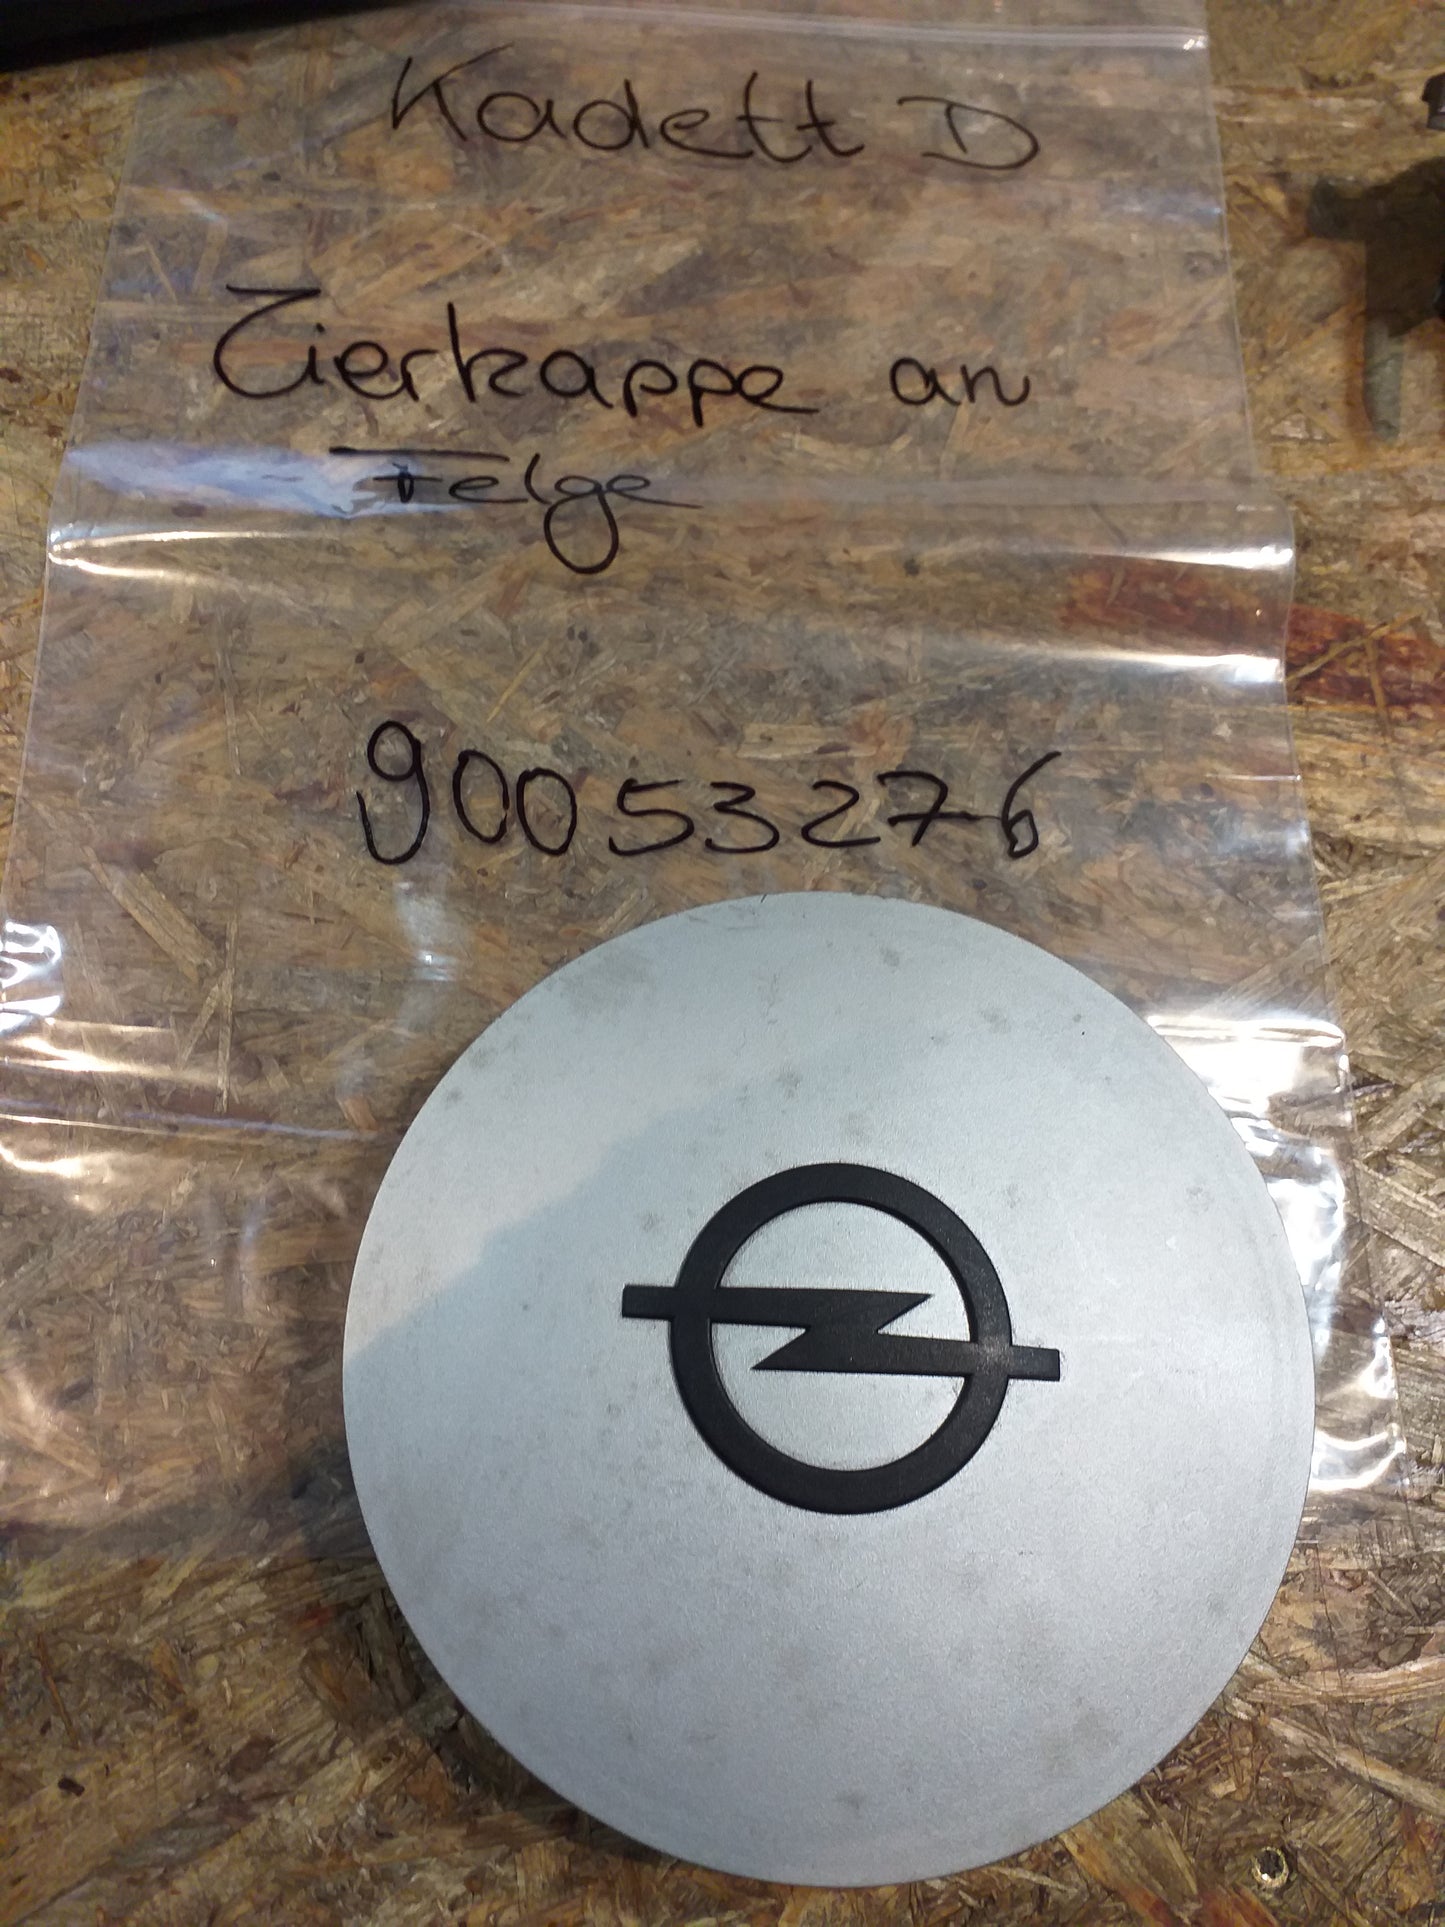 Kadett D
Zierkappe an
Felge
90053276